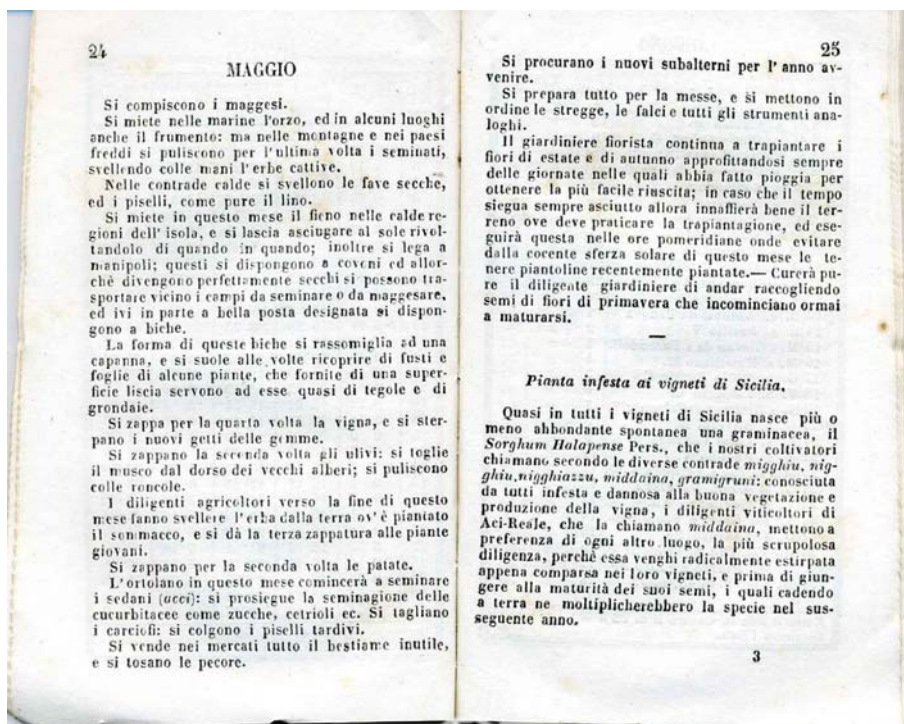 24
MAGGIO
Si compiscono i maggesi.
Si miete nelle marine l'orzo, ed in alcuni luoghi
anche il frumento: ma nelle montagne e nei paesi
freddi si puliscono per l'ultima volta i seminati,
svellendo colle mani l'erbe cattive.
Nelle contrade calde si svellono le fave secche,
ed i piselli, come pure il lino.
Si miete in questo mese il fieno nelle calde re-
gioni dell' isola, e si lascia asciugare al sole rivol-
tandolo di quando in quando; inoltre si lega a
manipoli; questi si dispongono a covoni ed allor-
chè divengono perfettamente secchi si possono tra-
sportare vicino i campi da seminare o da maggesare,
ed ivi in parte a bella posta designata si dispon-
gono a biche.
La forma di queste biche si rassomiglia ad una
capanna, e si suole alle volte ricoprire di fusti e
foglie di alcune piante, che fornite di una super-
ficie liscia servono ad esse quasi di tegole e di
grondaie.
Si zappa per la quarta volta la vigna, e si ster-
pano i nuovi getti delle gemme.
Si zappano la seconda volta gli ulivi: si toglie
il musco dal dorso dei vecchi alberi; si puliscono
colle roncole.
I diligenti agricoltori verso la fine di questo
mese fanno svellere l'erba dalla terra ov' è piantato
il sommacco, e si dà la terza zappatura alle piante
giovani.
Si zappano per la seconda volta le patate.
L'ortolano in questo mese comincerà a seminare
i sedani (acci): si prosiegue la seminagione delle
cucurbitacee come zucche, cetrioli ec. Si tagliano
i carciofi: si colgono i piselli tardivi.
Si vende nei mercati tutto il bestiame inutile,
e si tosano le pecore.
25
Si procurano i nuovi subalterni per l' anno av-
venire.
Si prepara tutto per la messe, e si mettono in
ordine le stregge, le falci e tutti gli strumenti ana-
loghi.
Il giardiniere fiorista continua a trapiantare i
fiori di estate e di autunno approfittandosi sempre
delle giornate nelle quali abbia fatto pioggia per
ottenere la più facile riuscita; in caso che il tempo
siegua sempre asciutto allora innaffierà bene il ter-
reno ove deve praticare la trapiantagione, ed ese-
guirà questa nelle ore pomeridiane onde evitare
dalla cocente sferza solare di questo mese le te-
nere piantoline recentemente piantate.— Curerà pu-
re il diligente giardiniere di andar raccogliendo
semi di fiori di primavera che incominciano ormai
a maturarsi.
—
Pianta infesta ai vigneti di Sicilia.
Quasi in tutti i vigneti di Sicilia nasce più o
meno abbondante spontanea una graminacea, il
Sorghum Halapense Pers., che i nostri coltivatori
chiamano secondo le diverse contrade migghiu, nig-
ghiu, nigghiazzu, middaina, gramigruni: conosciuta
da tutti infesta e dannosa alla buona vegetazione e
produzione della vigna, i diligenti viticoltori di
Aci-Reale, che la chiamano middaina, mettono a
preferenza di ogni altro luogo, la più scrupolosa
diligenza, perchè essa venghi radicalmente estirpata
appena comparsa nei loro vigneti, e prima di giun-
gere alla maturità dei suoi semi, i quali cadendo
a terra ne moltiplicherebbero la specie nel sus-
seguente anno.
3